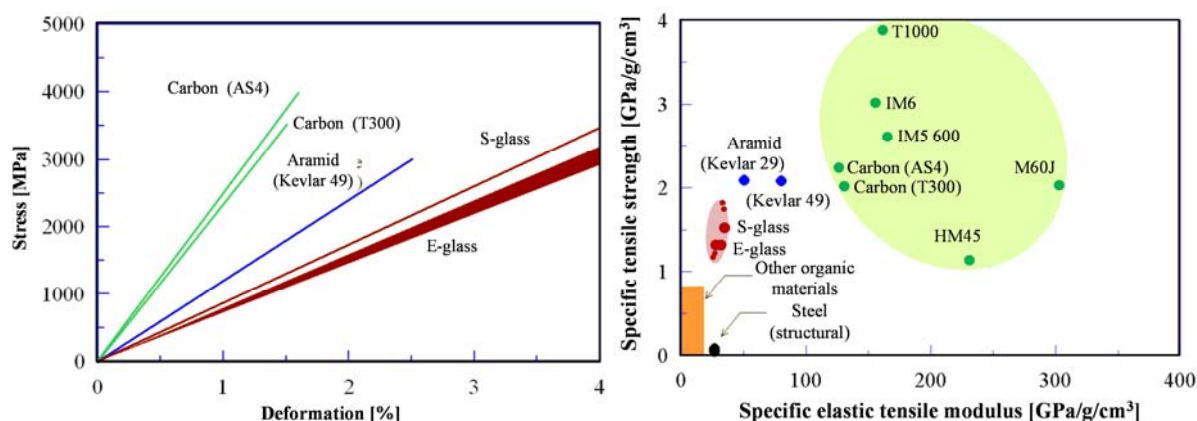 5000
4000
3000
2000
1000
0
0
1
2
3
4
Stress [MPa]
Deformation [%]
Carbon (AS4)
Carbon (T300)
Aramid
(Kevlar 49)
S-glass
E-glass
4
3
2
1
0
0
100
200
300
400
Specific tensile strength [GPa/g/cm³]
Specific elastic tensile modulus [GPa/g/cm³]
T1000
IM6
IM5 600
Aramid
(Kevlar 29)
Carbon (AS4)
M60J
(Kevlar 49)
Carbon (T300)
S-glass
E-glass
HM45
Other organic
materials
Steel
(structural)